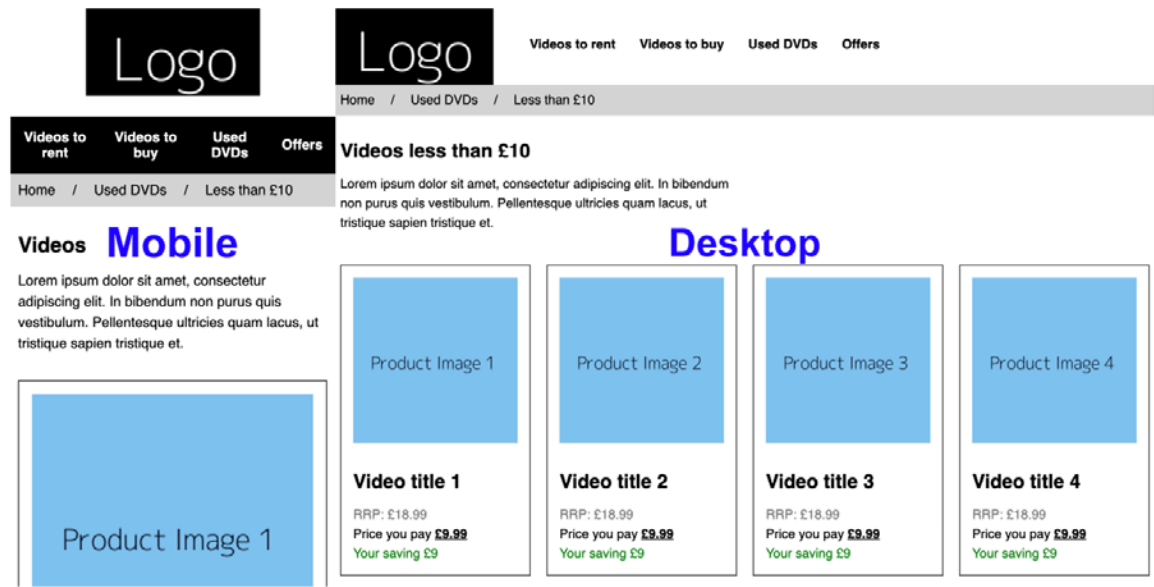 Logo
Videos to rent
Videos to buy
Used DVDs
Offers
Home / Used DVDs / Less than £10
Videos
Mobile
Lorem ipsum dolor sit amet, consectetur
adipiscing elit. In bibendum non purus quis
vestibulum. Pellentesque ultricies quam lacus, ut
tristique sapien tristique et.
Product Image 1
Logo
Videos to rent Videos to buy Used DVDs Offers
Home / Used DVDs / Less than £10
Videos less than £10
Lorem ipsum dolor sit amet, consectetur adipiscing elit. In bibendum
non purus quis vestibulum. Pellentesque ultricies quam lacus, ut
tristique sapien tristique et.
Desktop
Product Image 1
Video title 1
RRP: £18.99
Price you pay £9.99
Your saving £9
Product Image 2
Video title 2
RRP: £18.99
Price you pay £9.99
Your saving £9
Product Image 3
Video title 3
RRP: £18.99
Price you pay £9.99
Your saving £9
Product Image 4
Video title 4
RRP: £18.99
Price you pay £9.99
Your saving £9